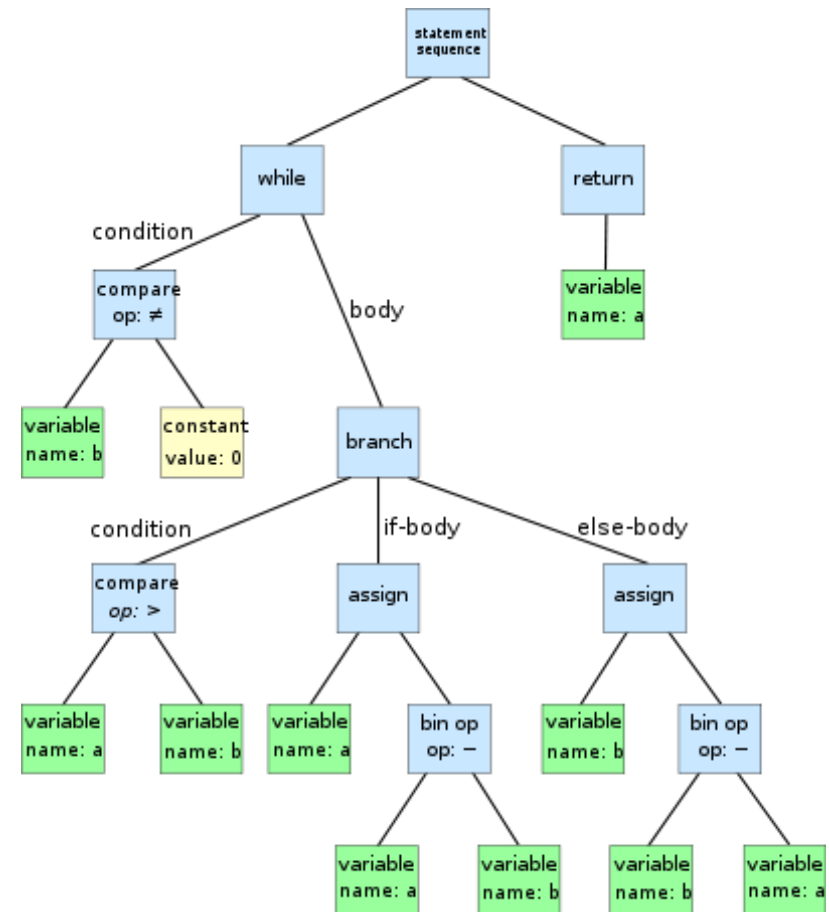 statement
sequence
while
return
condition
compare
op: ≠
body
variable
name: a
variable
name: b
constant
value: 0
branch
condition
if-body
else-body
compare
op: >
assign
assign
variable
name: a
variable
name: b
variable
name: a
bin op
op: −
variable
name: b
bin op
op: −
variable
name: a
variable
name: b
variable
name: b
variable
name: a